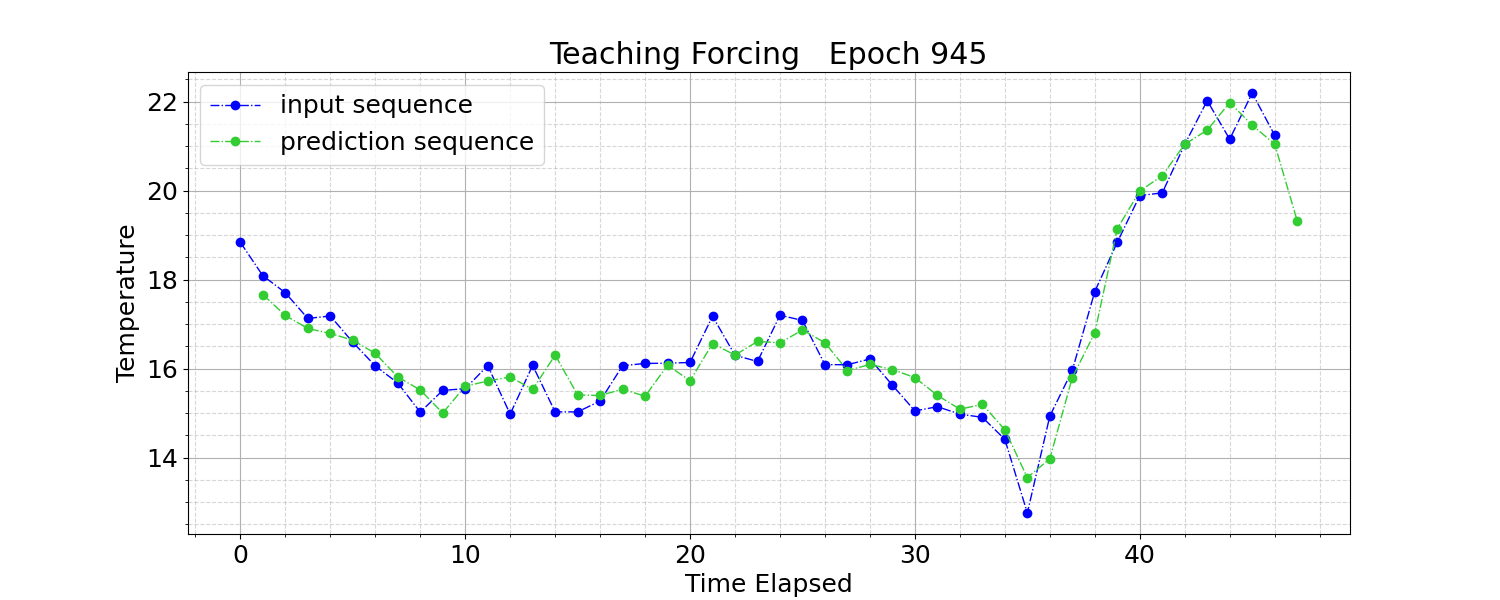 Teaching Forcing   Epoch 945
input sequence
prediction sequence
Temperature
22
20
18
16
14
0 10 20 30 40
Time Elapsed